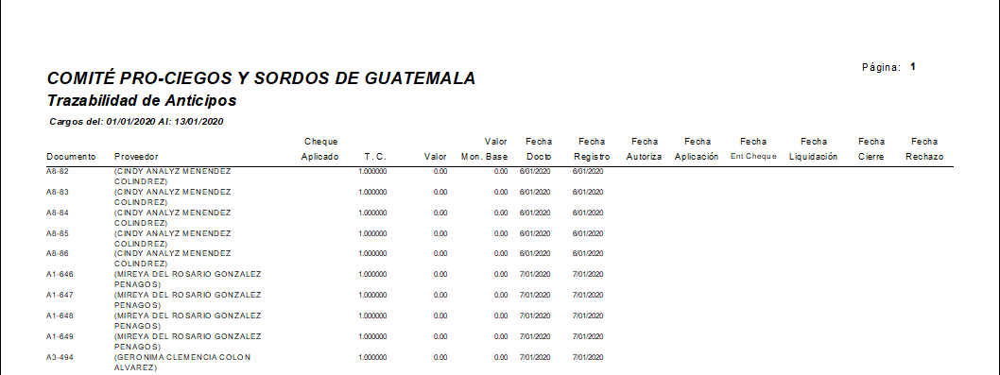 Página: 1
COMITÉ PRO-CIEGOS Y SORDOS DE GUATEMALA
Trazabilidad de Anticipos
Cargos del: 01/01/2020 Al: 13/01/2020
Cheque Valor Fecha Fecha Fecha Fecha Fecha Fecha Fecha Fecha
Documento Proveedor Aplicado T. C. Valor Mon. Base Docto Registro Autoriza Aplicación Ent Cheque Liquidación Cierre Rechazo
A8-82 (CINDY ANALYZ MENENDEZ 1.000000 0.00 0.00 6/01/2020 6/01/2020
COLINDREZ)
A8-83 (CINDY ANALYZ MENENDEZ 1.000000 0.00 0.00 6/01/2020 6/01/2020
COLINDREZ)
A8-84 (CINDY ANALYZ MENENDEZ 1.000000 0.00 0.00 6/01/2020 6/01/2020
COLINDREZ)
A8-85 (CINDY ANALYZ MENENDEZ 1.000000 0.00 0.00 6/01/2020 6/01/2020
COLINDREZ)
A8-86 (CINDY ANALYZ MENENDEZ 1.000000 0.00 0.00 6/01/2020 6/01/2020
COLINDREZ)
A1-646 (MIREYA DEL ROSARIO GONZALEZ 1.000000 0.00 0.00 7/01/2020 7/01/2020
PENAGOS)
A1-647 (MIREYA DEL ROSARIO GONZALEZ 1.000000 0.00 0.00 7/01/2020 7/01/2020
PENAGOS)
A1-648 (MIREYA DEL ROSARIO GONZALEZ 1.000000 0.00 0.00 7/01/2020 7/01/2020
PENAGOS)
A1-649 (MIREYA DEL ROSARIO GONZALEZ 1.000000 0.00 0.00 7/01/2020 7/01/2020
PENAGOS)
A3-494 (GERONIMA CLEMENCIA COLON 1.000000 0.00 0.00 7/01/2020 7/01/2020
ALVAREZ)